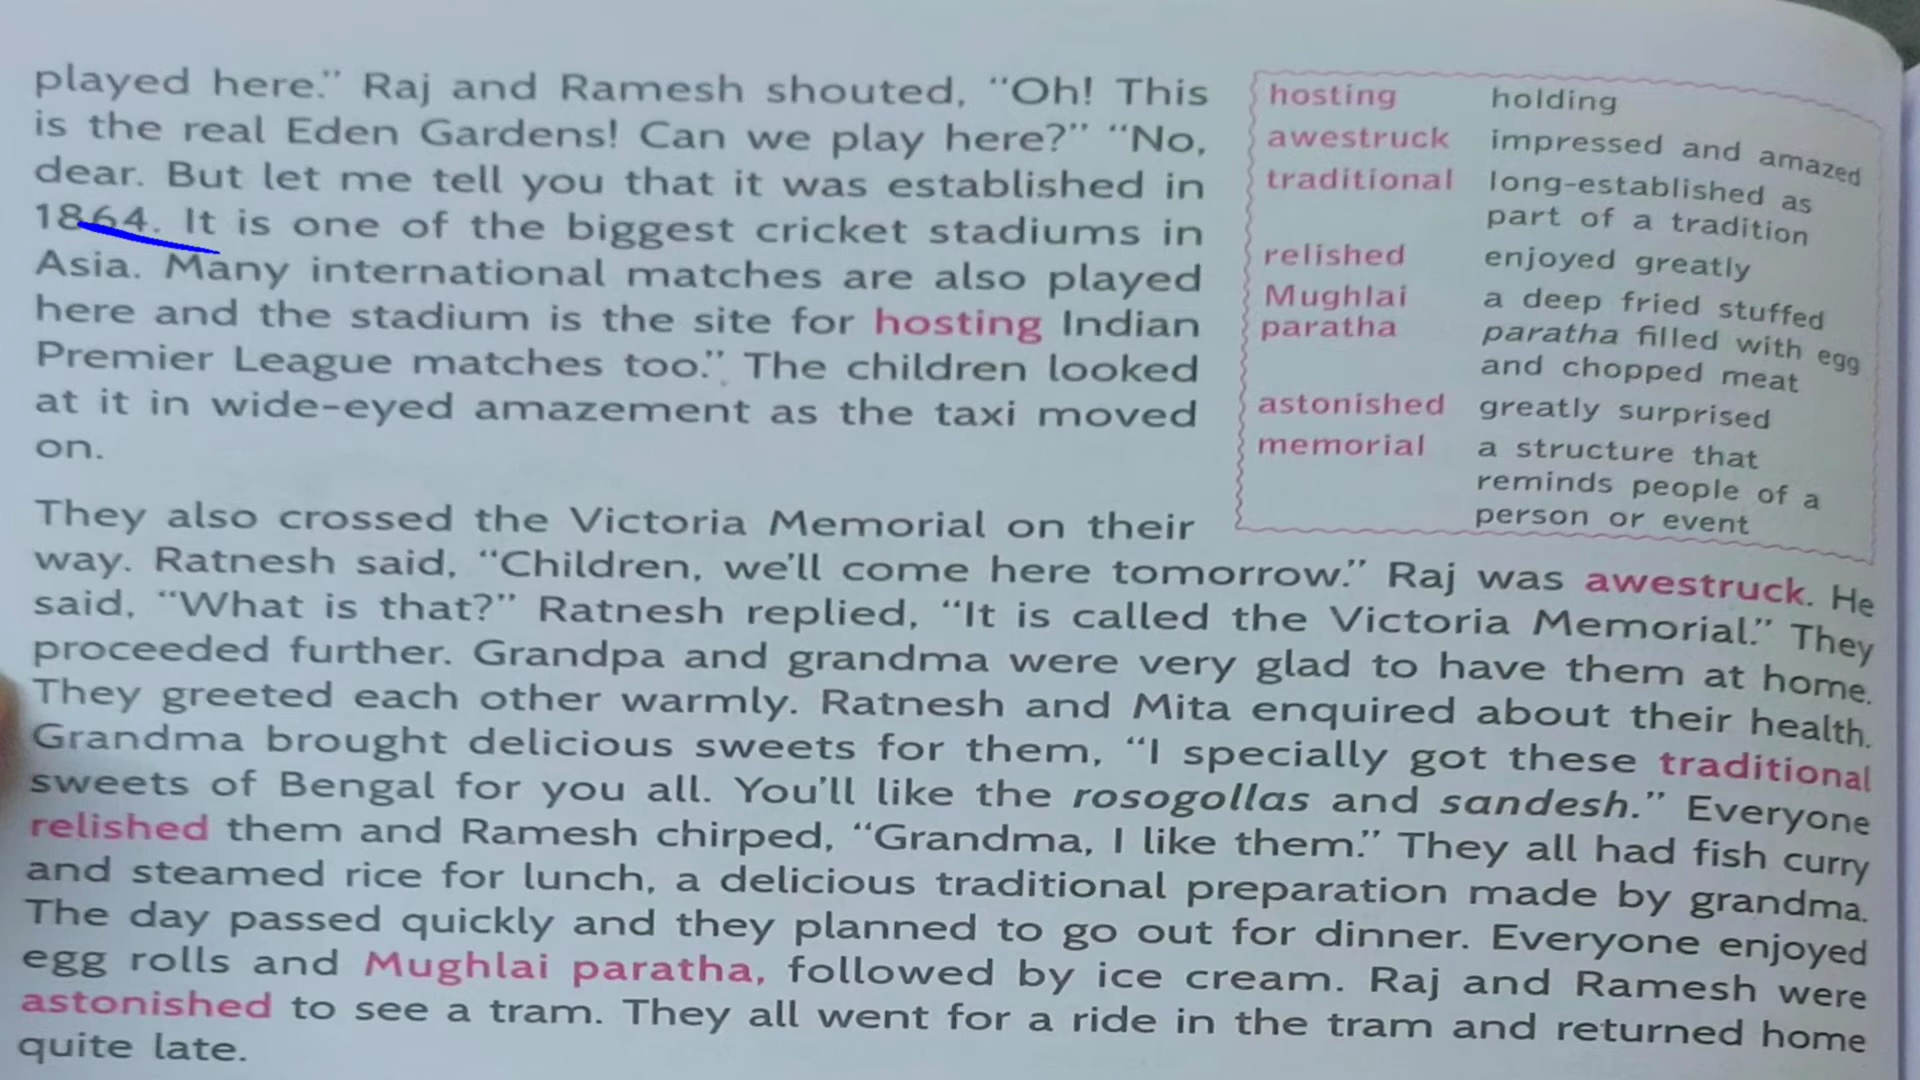 played here." Raj and Ramesh shouted, "Oh! This
is the real Eden Gardens! Can we play here?" "No,
dear. But let me tell you that it was established in
1864. It is one of the biggest cricket stadiums in
Asia. Many international matches are also played
here and the stadium is the site for hosting Indian
Premier League matches too." The children looked
at it in wide-eyed amazement as the taxi moved
on.
hosting holding
awestruck impressed and amazed
traditional long-established as
part of a tradition
relished enjoyed greatly
Mughlai a deep fried stuffed
paratha paratha filled with egg
and chopped meat
astonished greatly surprised
memorial a structure that
reminds people of a
person or event
They also crossed the Victoria Memorial on their
way. Ratnesh said, "Children, we'll come here tomorrow." Raj was awestruck. He
said, "What is that?" Ratnesh replied, "It is called the Victoria Memorial." They
proceeded further. Grandpa and grandma were very glad to have them at home.
They greeted each other warmly. Ratnesh and Mita enquired about their health.
Grandma brought delicious sweets for them, "I specially got these traditional
sweets of Bengal for you all. You'll like the rosogollas and sandesh." Everyone
relished them and Ramesh chirped, "Grandma, I like them." They all had fish curry
and steamed rice for lunch, a delicious traditional preparation made by grandma.
The day passed quickly and they planned to go out for dinner. Everyone enjoyed
egg rolls and Mughlai paratha, followed by ice cream. Raj and Ramesh were
astonished to see a tram. They all went for a ride in the tram and returned home
quite late.